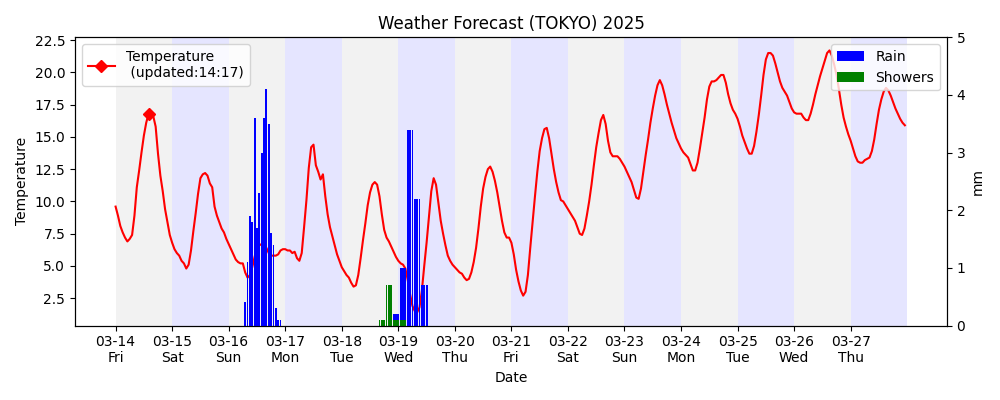 Weather Forecast (TOKYO) 2025
Temperature
(updated:14:17)
Rain
Showers
22.5
20.0
17.5
15.0
12.5
10.0
7.5
5.0
2.5
Temperature
5
4
3
2
1
0
mm
03-14 03-15 03-16 03-17 03-18 03-19 03-20 03-21 03-22 03-23 03-24 03-25 03-26 03-27
Fri Sat Sun Mon Tue Wed Thu Fri Sat Sun Mon Tue Wed Thu
Date